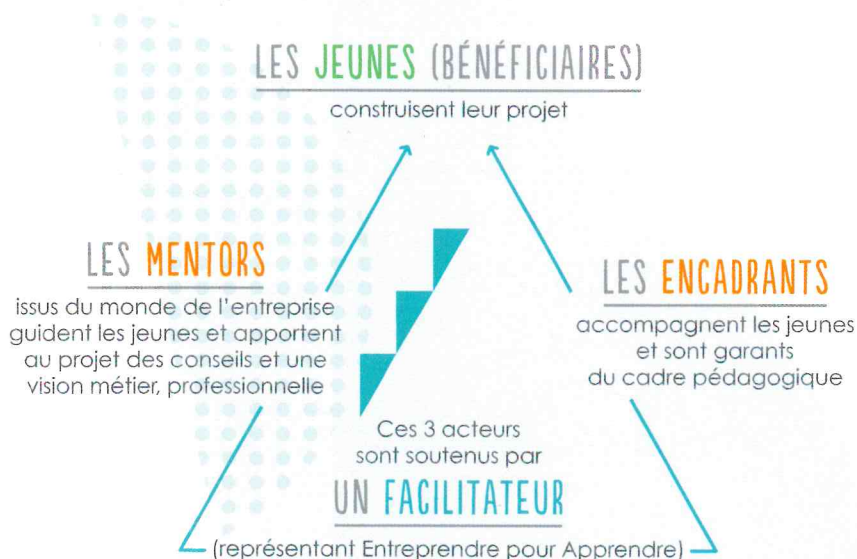 LES JEUNES (BÉNÉFICIAIRES)
construisent leur projet
LES MENTORS
issus du monde de l'entreprise
guident les jeunes et apportent
au projet des conseils et une
vision métier, professionnelle
LES ENCADRANTS
accompagnent les jeunes
et sont garants
du cadre pédagogique
Ces 3 acteurs
sont soutenus par
UN FACILITATEUR
(représentant Entreprendre pour Apprendre)